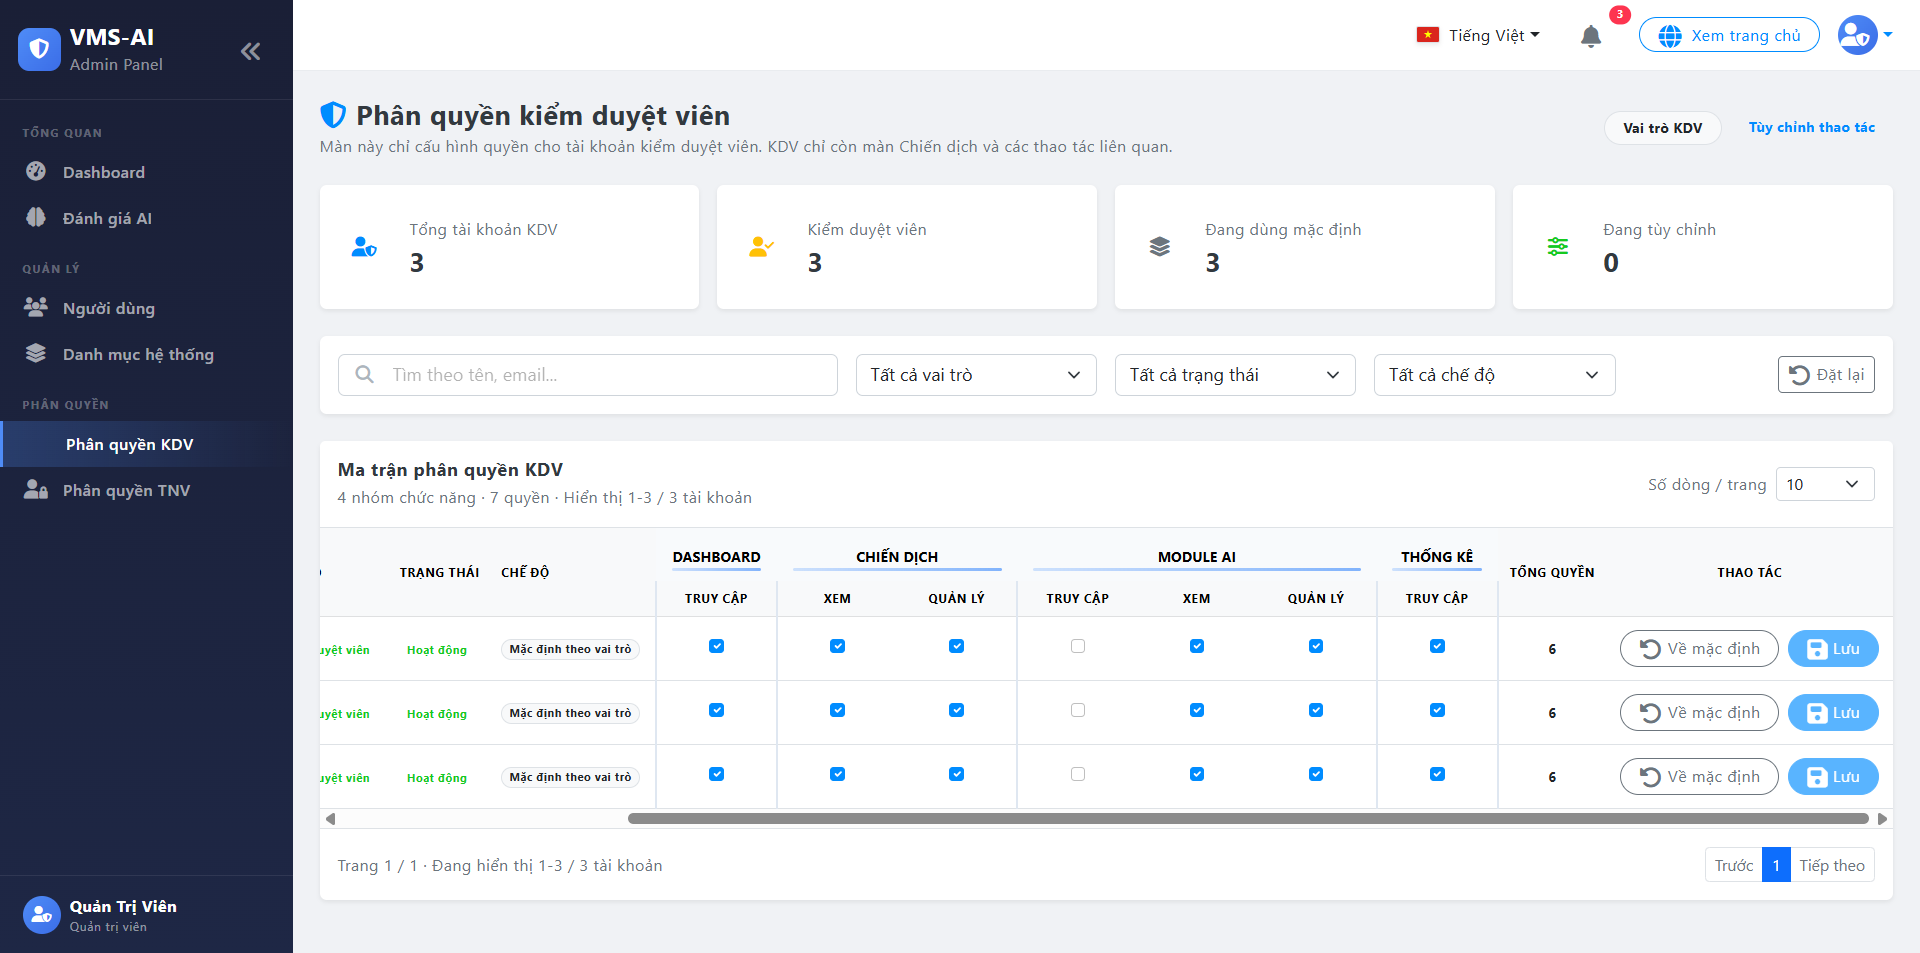 VMS-AI
Admin Panel
TỔNG QUAN
Dashboard
Đánh giá AI
QUẢN LÝ
Người dùng
Danh mục hệ thống
PHÂN QUYỀN
Phân quyền KDV
Phân quyền TNV
Quản Trị Viên
Quản trị viên
Tiếng Việt
3
Xem trang chủ
Phân quyền kiểm duyệt viên
Màn này chỉ cấu hình quyền cho tài khoản kiểm duyệt viên. KDV chỉ còn màn Chiến dịch và các thao tác liên quan.
Vai trò KDV
Tùy chỉnh thao tác
Tổng tài khoản KDV
3
Kiểm duyệt viên
3
Đang dùng mặc định
3
Đang tùy chỉnh
0
Tìm theo tên, email...
Tất cả vai trò
Tất cả trạng thái
Tất cả chế độ
Đặt lại
Ma trận phân quyền KDV
4 nhóm chức năng · 7 quyền · Hiển thị 1-3 / 3 tài khoản
Số dòng / trang
10
TRẠNG THÁI CHẾ ĐỘ DASHBOARD CHIẾN DỊCH MODULE AI THỐNG KÊ TỔNG QUYỀN THAO TÁC
TRUY CẬP XEM QUẢN LÝ TRUY CẬP XEM QUẢN LÝ TRUY CẬP
viên Hoạt động Mặc định theo vai trò 6 Về mặc định Lưu
viên Hoạt động Mặc định theo vai trò 6 Về mặc định Lưu
viên Hoạt động Mặc định theo vai trò 6 Về mặc định Lưu
Trang 1 / 1 · Đang hiển thị 1-3 / 3 tài khoản
Trước 1 Tiếp theo